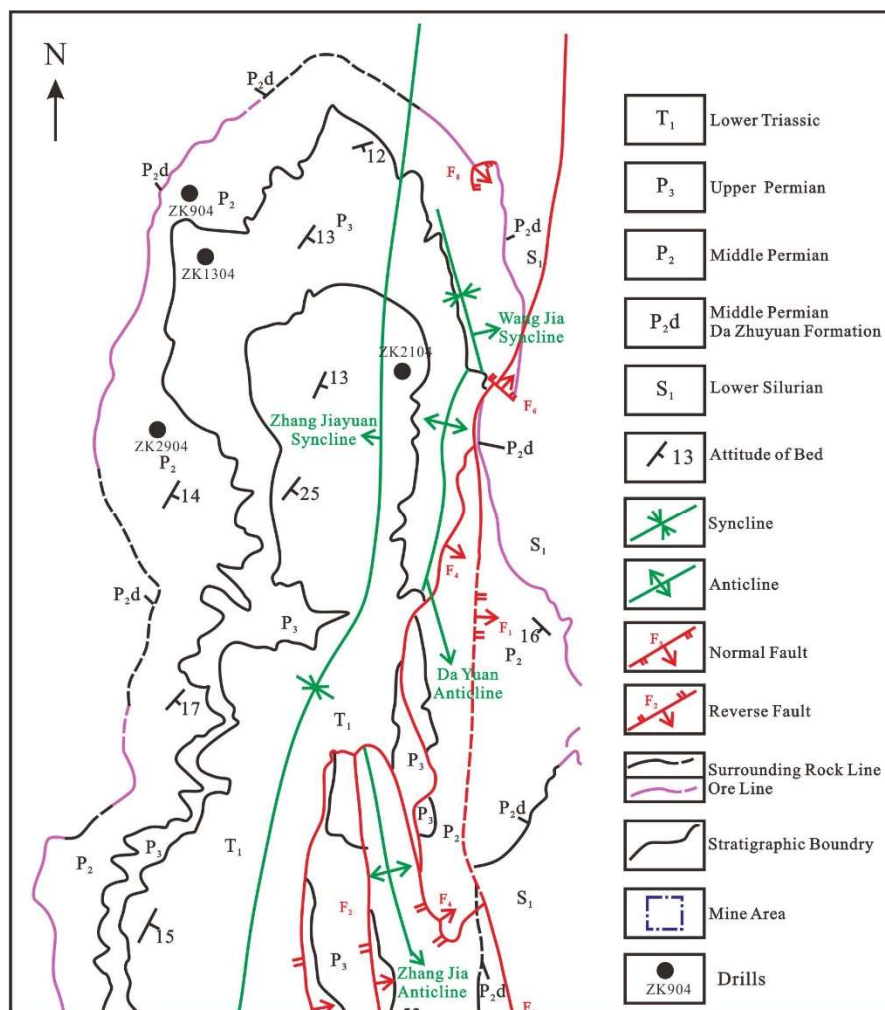 N
P₂d
12
P₂d
F₈
ZK904
P₂
P₃
13
P₂d
S₁
ZK1304
Wang Jia
Syncline
ZK2104
13
F₆
Zhang Jiayuan
Syncline
P₂d
ZK2904
P₂
14
25
S₁
F₄
P₂d
P₃
F₁
16
P₂
Da Yuan
Anticline
17
T₁
P₃
P₃
P₂d
P₂
P₂
P₃
T₁
F₂
F₄
S₁
15
P₃
Zhang Jia
Anticline
P₂d
T₁ Lower Triassic
P₃ Upper Permian
P₂ Middle Permian
P₂d Middle Permian
Da Zhuyuan Formation
S₁ Lower Silurian
13 Attitude of Bed
Syncline
Anticline
F₃ Normal Fault
F₂ Reverse Fault
Surrounding Rock Line
Ore Line
Stratigraphic Boundry
Mine Area
ZK904 Drills